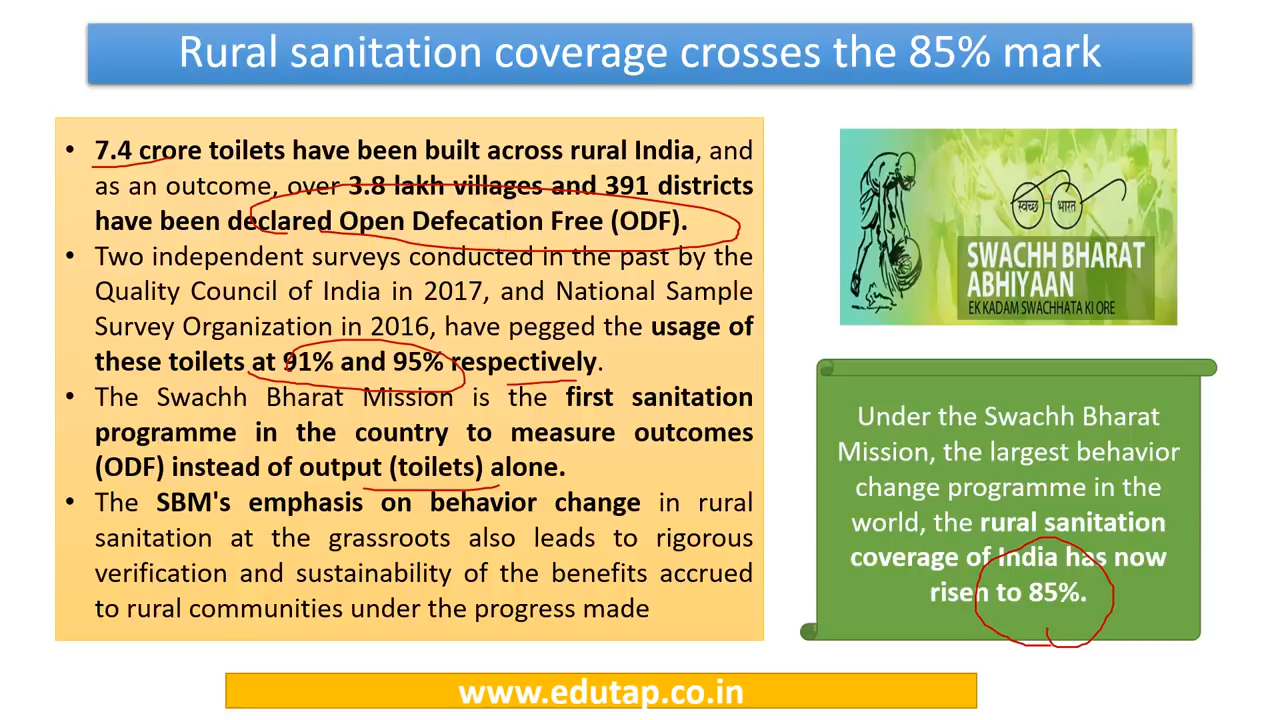 Rural sanitation coverage crosses the 85% mark
• 7.4 crore toilets have been built across rural India, and
as an outcome, over 3.8 lakh villages and 391 districts
have been declared Open Defecation Free (ODF).
• Two independent surveys conducted in the past by the
Quality Council of India in 2017, and National Sample
Survey Organization in 2016, have pegged the usage of
these toilets at 91% and 95% respectively.
• The Swachh Bharat Mission is the first sanitation
programme in the country to measure outcomes
(ODF) instead of output (toilets) alone.
• The SBM's emphasis on behavior change in rural
sanitation at the grassroots also leads to rigorous
verification and sustainability of the benefits accrued
to rural communities under the progress made
स्वच्छ भारत
SWACHH BHARAT
ABHIYAAN
EK KADAM SWACHHATA KI ORE
Under the Swachh Bharat
Mission, the largest behavior
change programme in the
world, the rural sanitation
coverage of India has now
risen to 85%.
www.edutap.co.in